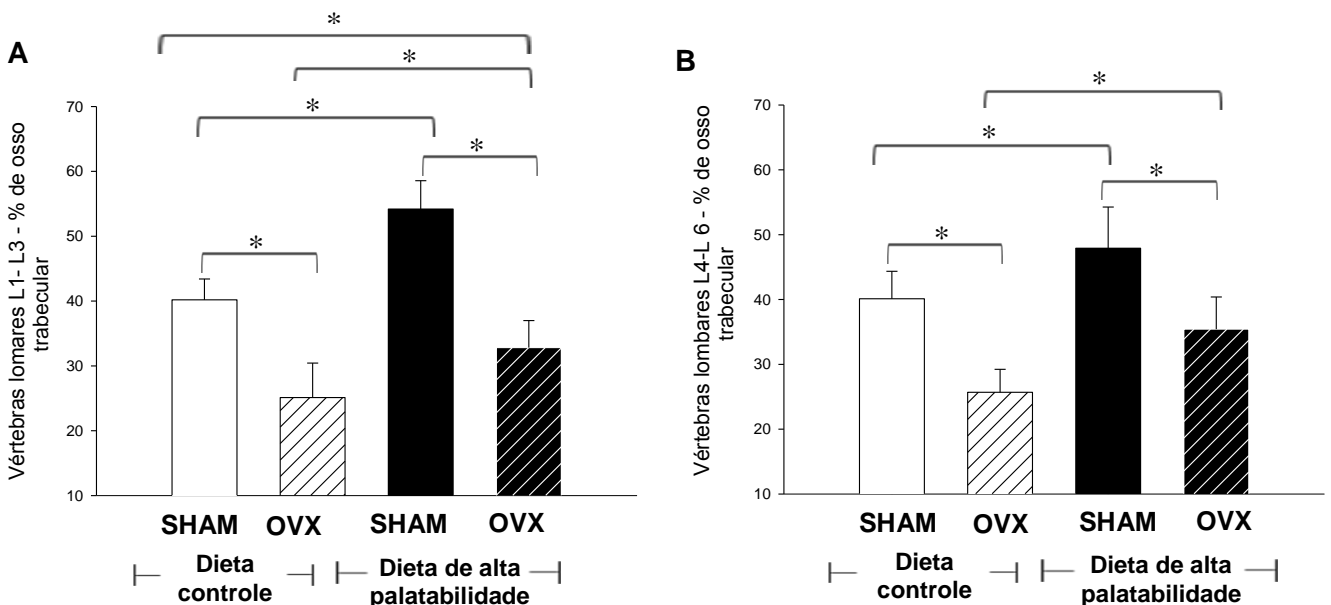 A
*
*
*
*
*
Vértebras lomares L1- L3 - % de osso
trabecular
70
60
50
40
30
20
10
SHAM
OVX
SHAM
OVX
Dieta
controle
Dieta de alta
palatabilidade
B
*
*
*
*
Vértebras lombares L4-L 6 - % de osso
trabecular
70
60
50
40
30
20
10
SHAM
OVX
SHAM
OVX
Dieta
controle
Dieta de alta
palatabilidade